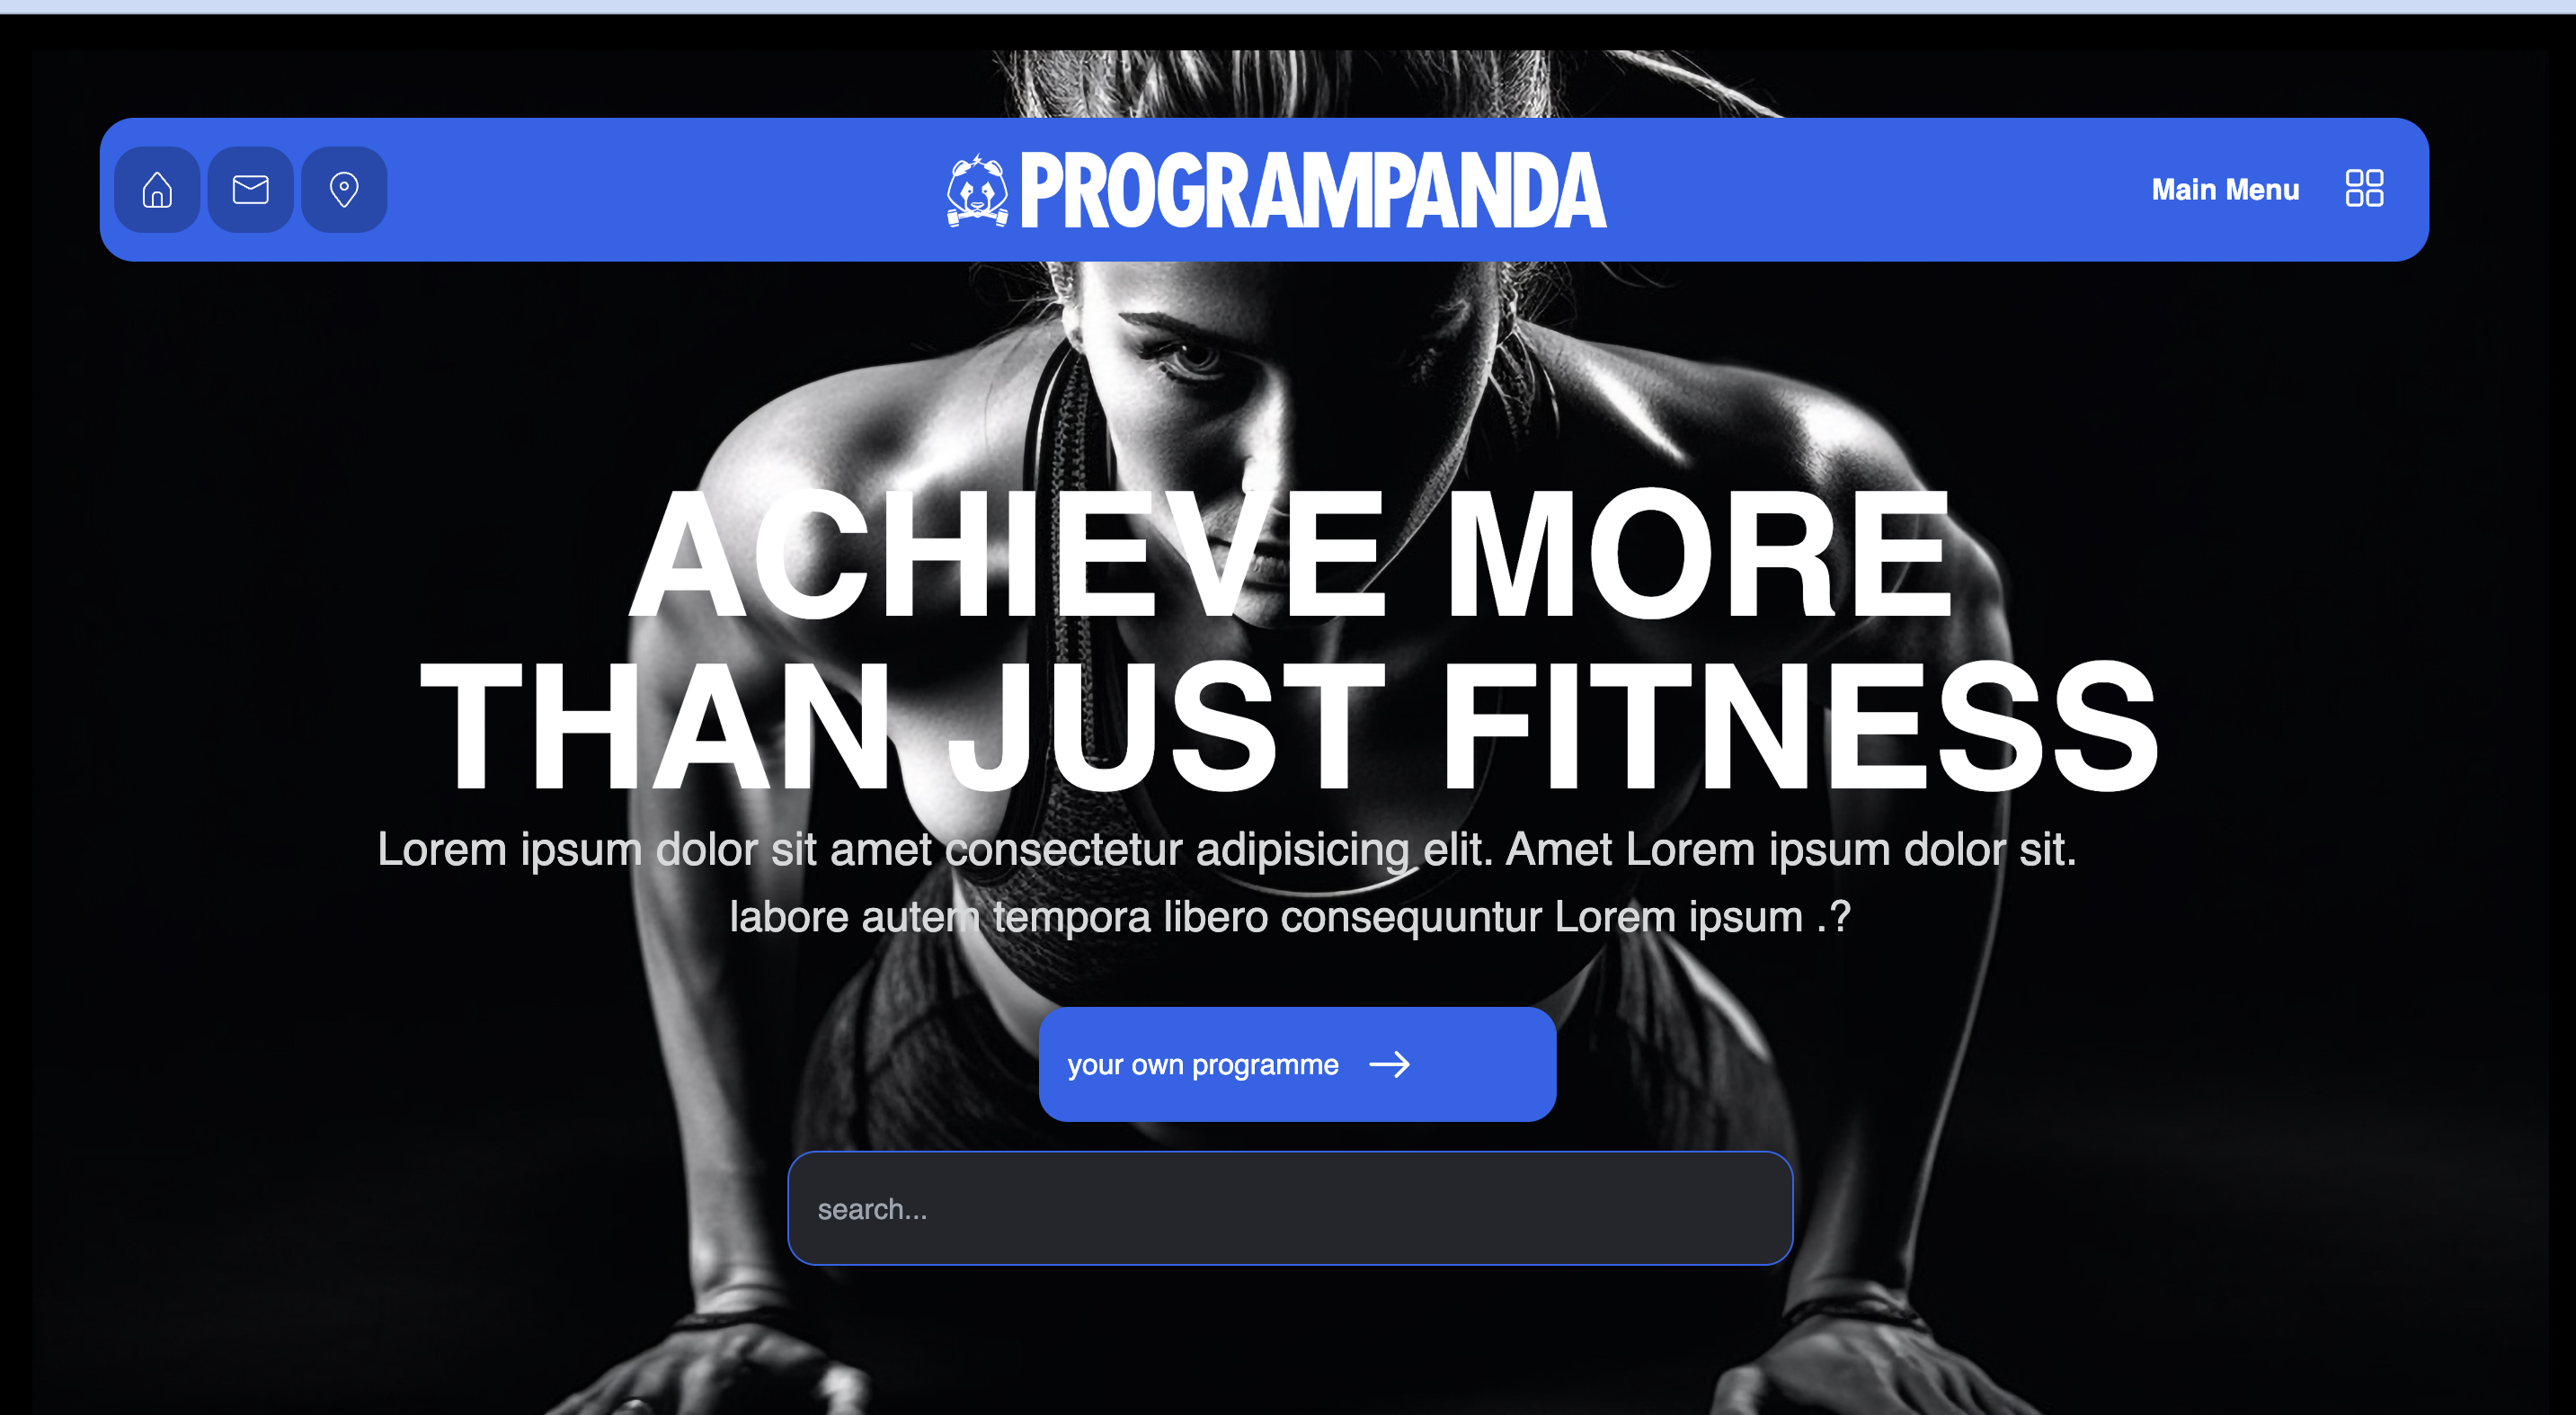 PROGRAMPANDA
Main Menu
ACHIEVE MORE
THAN JUST FITNESS
Lorem ipsum dolor sit amet consectetur adipisicing elit. Amet Lorem ipsum dolor sit.
labore autem tempora libero consequuntur Lorem ipsum .?
your own programme
search...